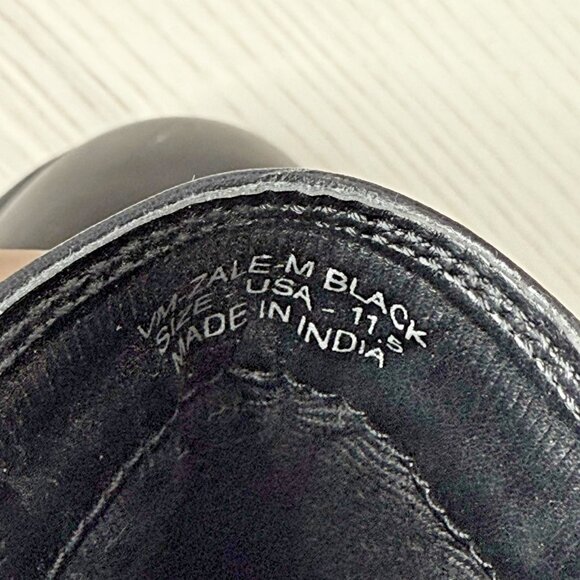 VM-ZALE-M BLACK
SIZE - USA - 11.5
MADE IN INDIA